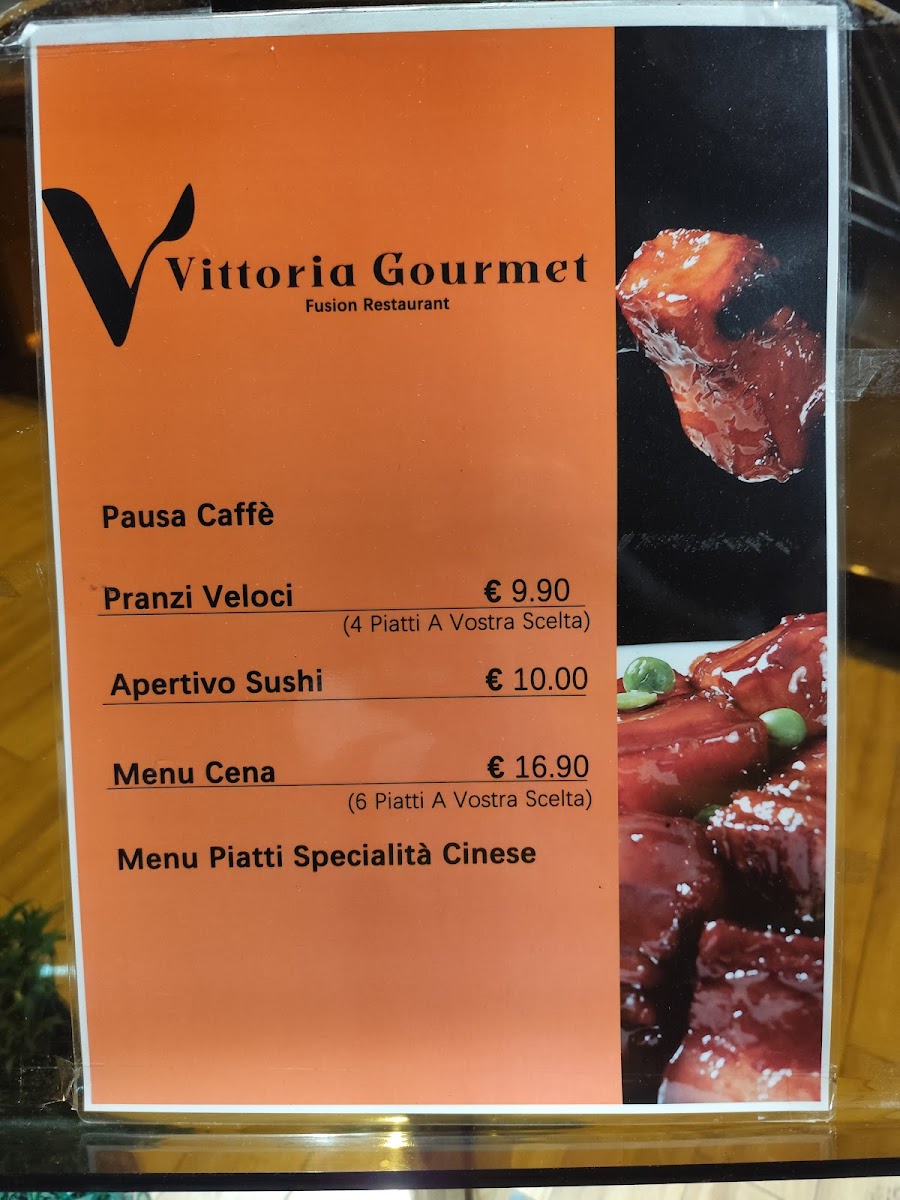 Vittoria Gourmet
Fusion Restaurant
Pausa Caffè
Pranzi Veloci € 9.90
(4 Piatti A Vostra Scelta)
Apertivo Sushi € 10.00
Menu Cena € 16.90
(6 Piatti A Vostra Scelta)
Menu Piatti Specialità Cinese